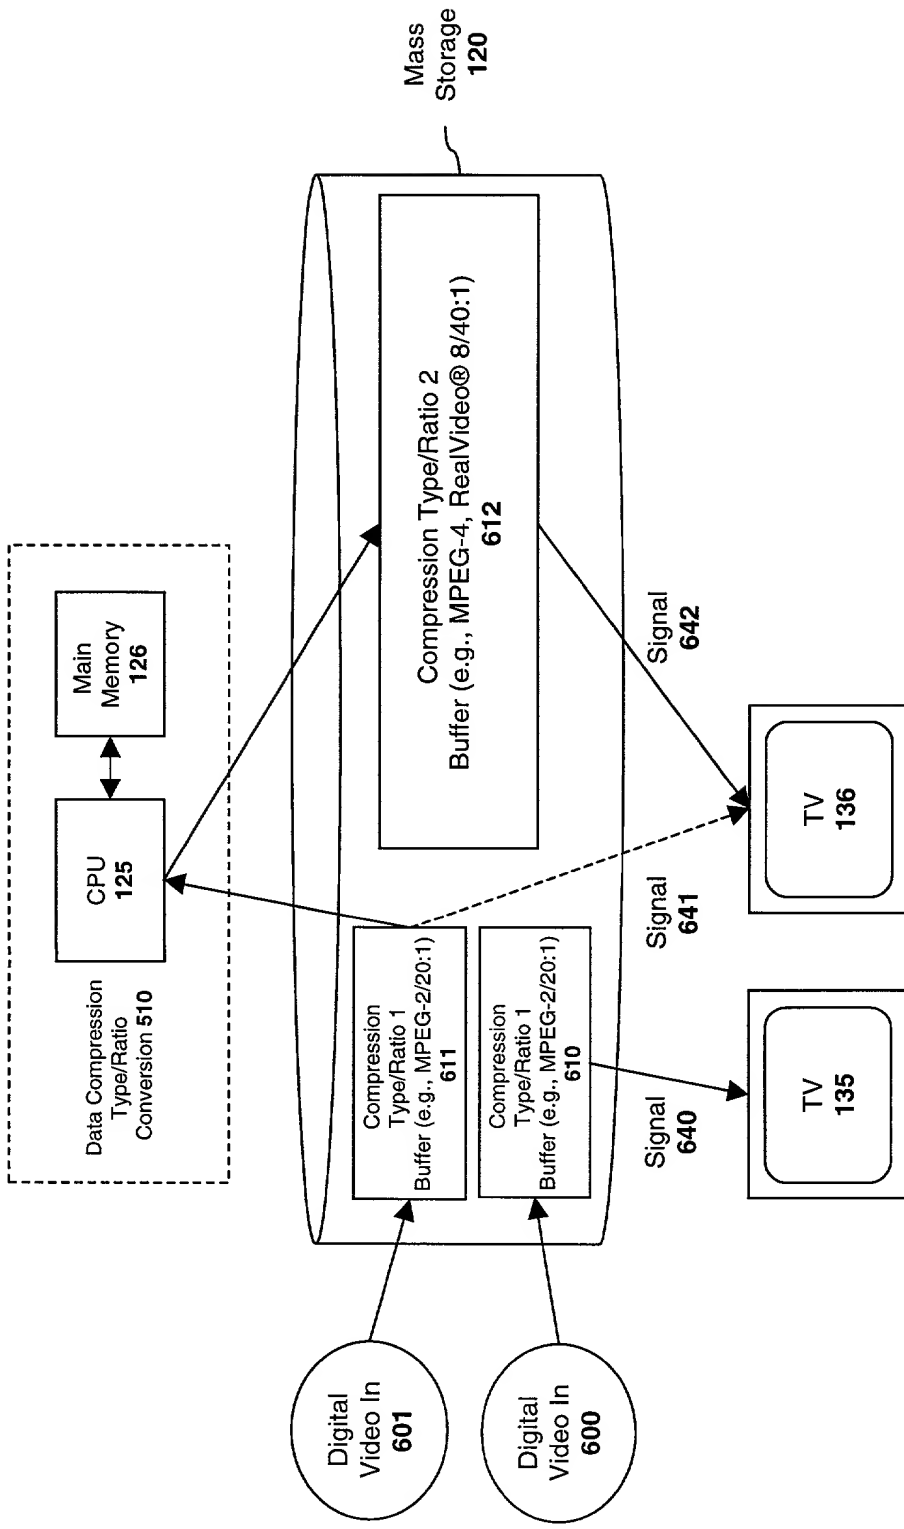 Data Compression
Type/Ratio
Conversion 510
CPU
125
Main
Memory
126
Mass
Storage
120
Digital
Video In
601
Digital
Video In
600
Compression
Type/Ratio 1
Buffer (e.g., MPEG-2/20:1)
611
Compression
Type/Ratio 1
Buffer (e.g., MPEG-2/20:1)
610
Compression Type/Ratio 2
Buffer (e.g., MPEG-4, RealVideo® 8/40:1)
612
Signal
640
Signal
641
Signal
642
TV
135
TV
136